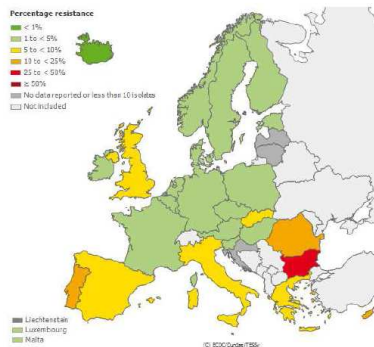 Percentage resistance
< 1%
1 to < 5%
5 to < 10%
10 to < 25%
25 to < 50%
≥ 50%
No data reported or less than 10 isolates
Not included
Liechtenstein
Luxembourg
Malta
(C) ECDC/Dundas/TESSy